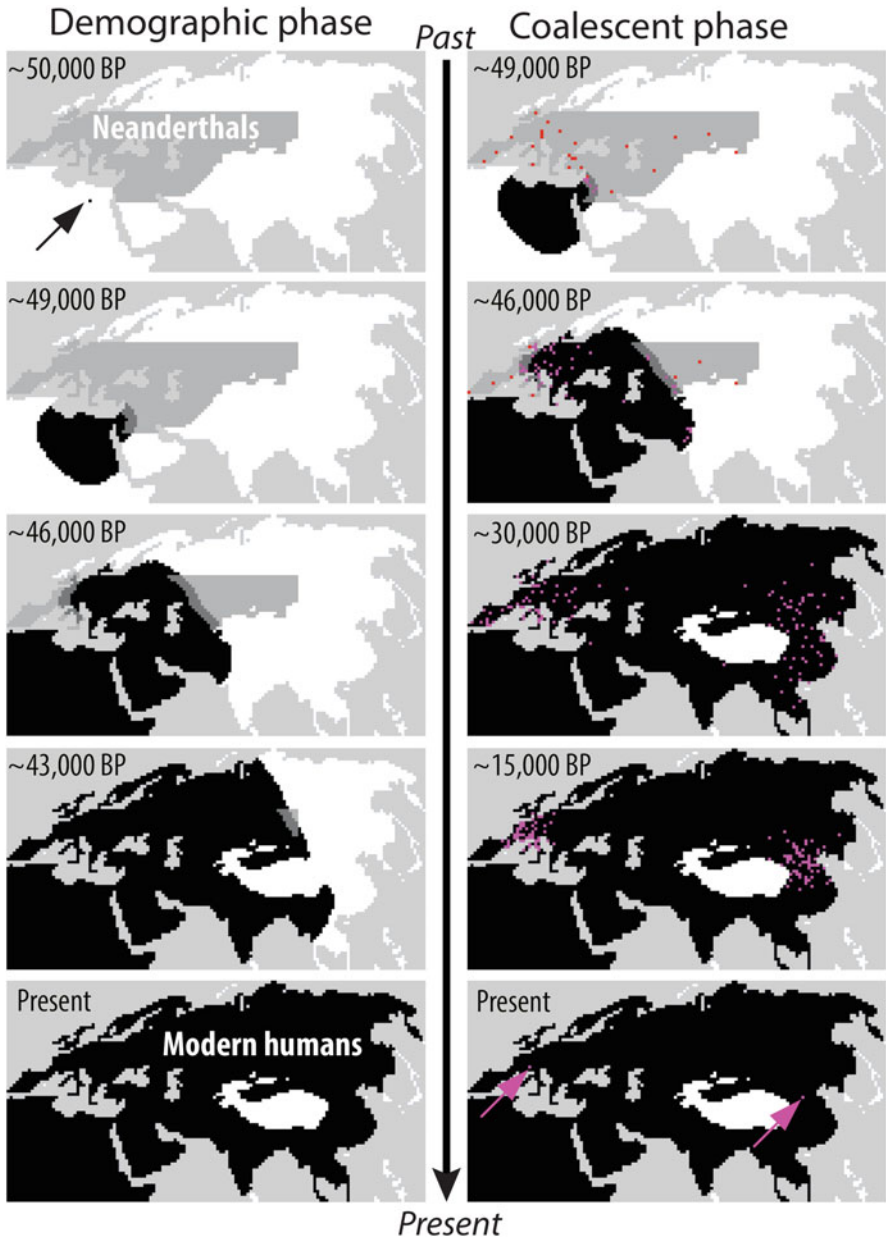 Demographic phase
Past
Coalescent phase
~50,000 BP
Neanderthals
~49,000 BP
~46,000 BP
~43,000 BP
Present
Modern humans
~49,000 BP
~46,000 BP
~30,000 BP
~15,000 BP
Present
Present